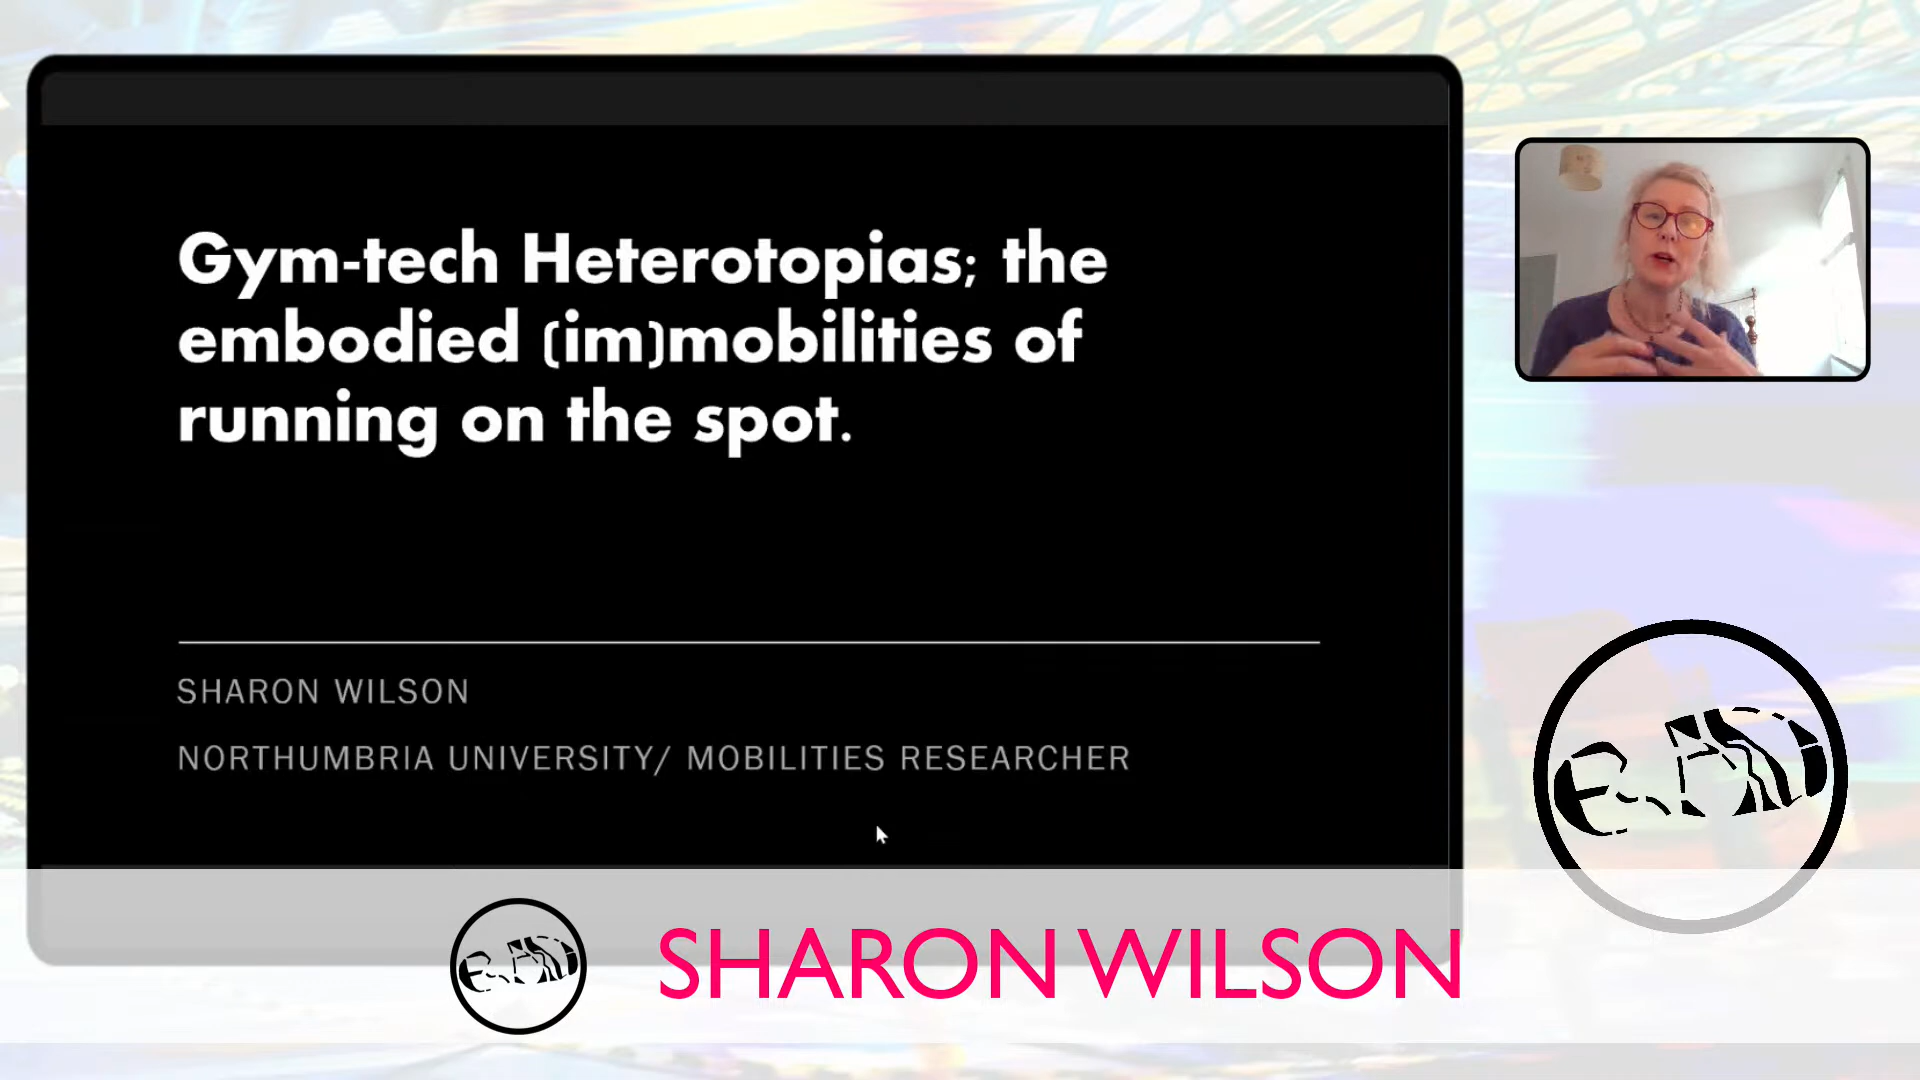 Gym-tech Heterotopias; the
embodied (im)mobilities of
running on the spot.
SHARON WILSON
NORTHUMBRIA UNIVERSITY/ MOBILITIES RESEARCHER
SHARON WILSON